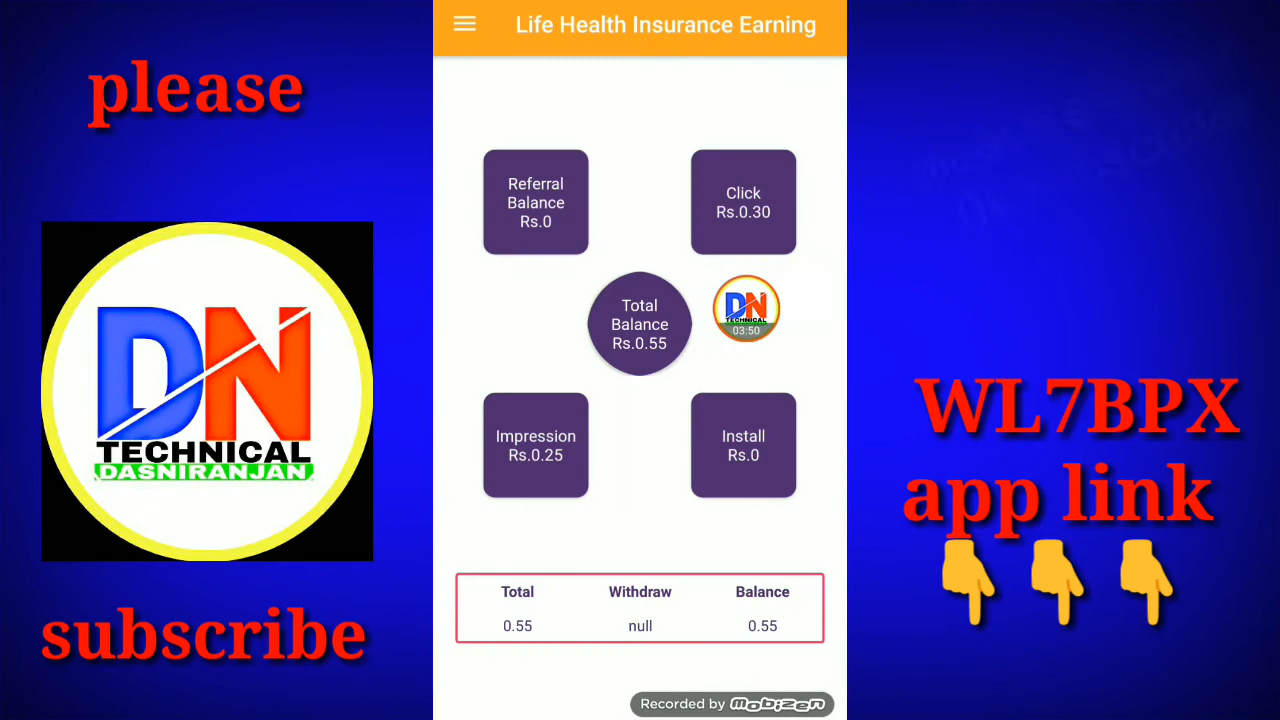 please
DN
TECHNICAL
DASNIRANJAN
subscribe
Life Health Insurance Earning
Referral
Balance
Rs.0
Click
Rs.0.30
Total
Balance
Rs.0.55
DN
TECHNICAL
03:50
Impression
Rs.0.25
Install
Rs.0
Total Withdraw Balance
0.55 null 0.55
Recorded by mobizen
WL7BPX
app link